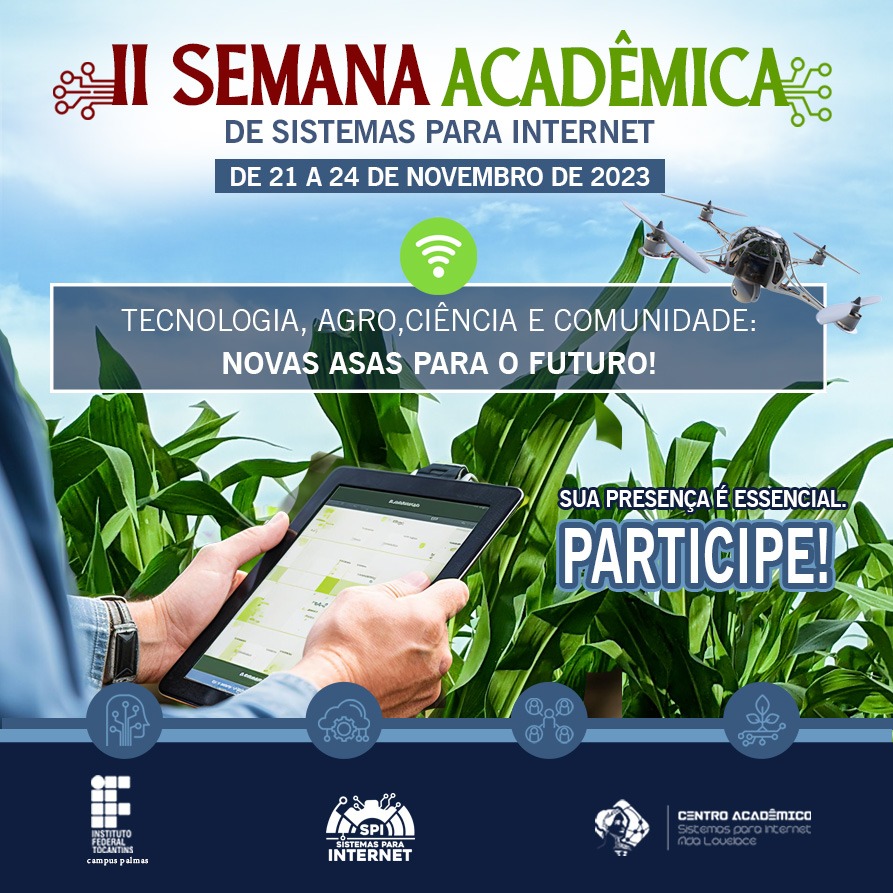 II SEMANA ACADÊMICA
DE SISTEMAS PARA INTERNET
DE 21 A 24 DE NOVEMBRO DE 2023
TECNOLOGIA, AGRO,CIÊNCIA E COMUNIDADE:
NOVAS ASAS PARA O FUTURO!
SUA PRESENÇA É ESSENCIAL.
PARTICIPE!
INSTITUTO
FEDERAL
TOCANTINS
campus palmas
SPI
SISTEMAS PARA
INTERNET
CENTRO ACADÊMICO
Sistemas para Internet
Ada Lovelace